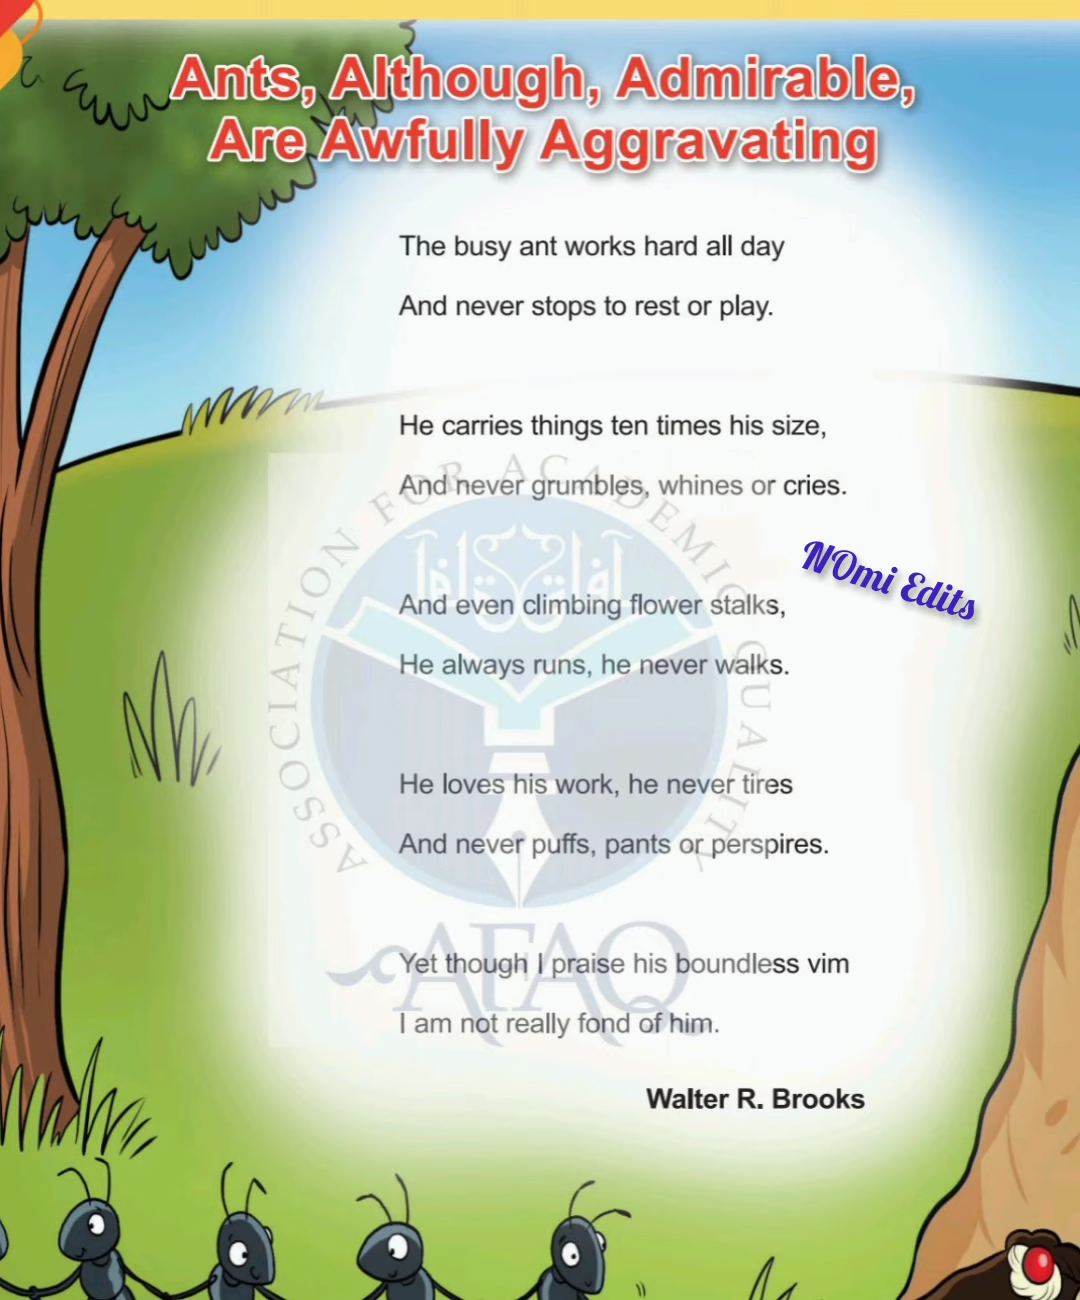 Ants, Although, Admirable,
Are Awfully Aggravating
The busy ant works hard all day
And never stops to rest or play.
He carries things ten times his size,
And never grumbles, whines or cries.
And even climbing flower stalks,
He always runs, he never walks.
He loves his work, he never tires
And never puffs, pants or perspires.
Yet though I praise his boundless vim
I am not really fond of him.
Walter R. Brooks
NOmi Edits
ASSOCIATION FOR ACADEMIC QUALITY
آفاق
AFAQ